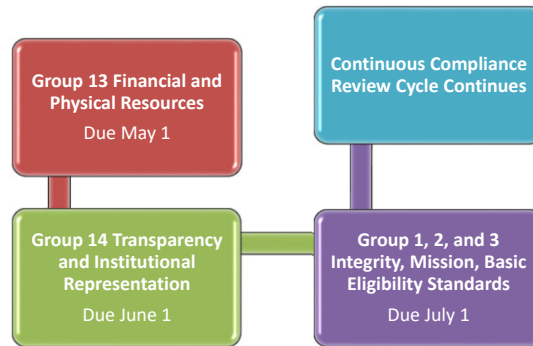 Group 13 Financial and
Physical Resources
Due May 1
Group 14 Transparency
and Institutional
Representation
Due June 1
Group 1, 2, and 3
Integrity, Mission, Basic
Eligibility Standards
Due July 1
Continuous Compliance
Review Cycle Continues